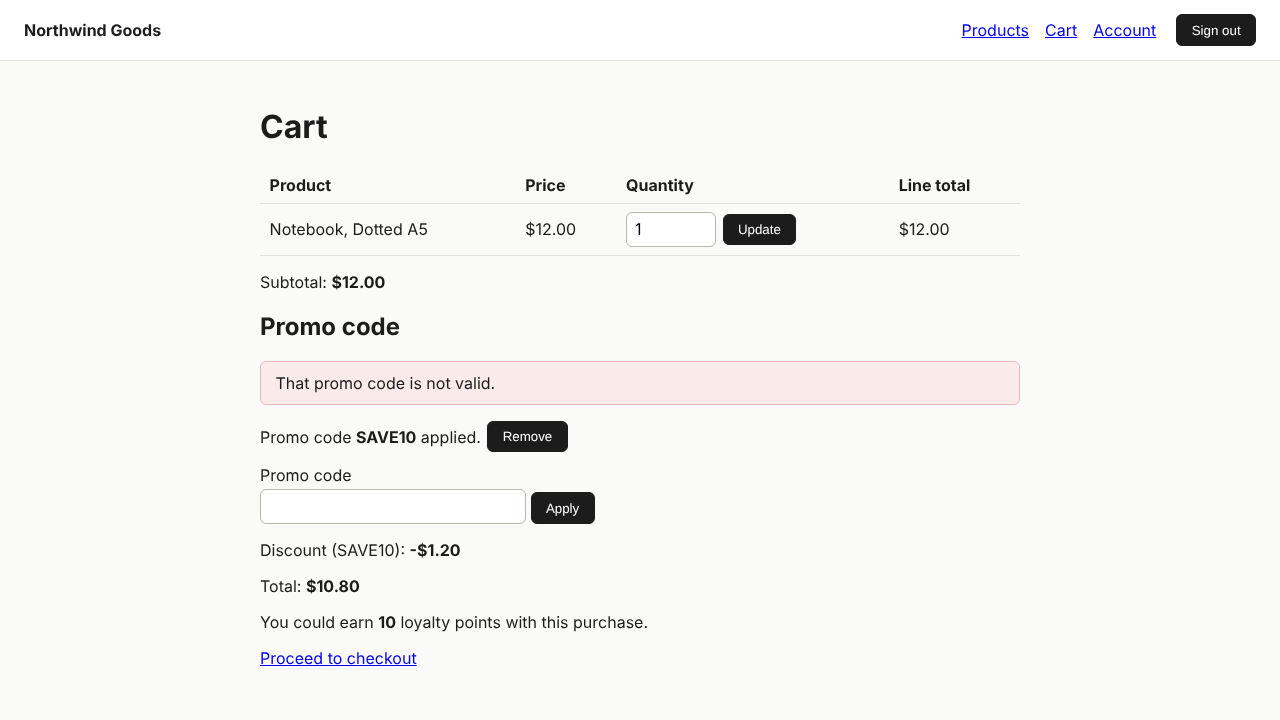 Northwind Goods Products Cart Account Sign out
Cart
Product Price Quantity Line total
Notebook, Dotted A5 $12.00 1 Update $12.00
Subtotal: $12.00
Promo code
That promo code is not valid.
Promo code SAVE10 applied. Remove
Promo code
Apply
Discount (SAVE10): -$1.20
Total: $10.80
You could earn 10 loyalty points with this purchase.
Proceed to checkout